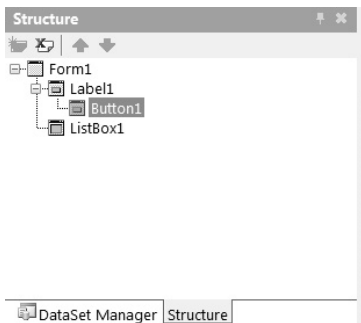 Structure
Form1
Label1
Button1
ListBox1
DataSet Manager Structure